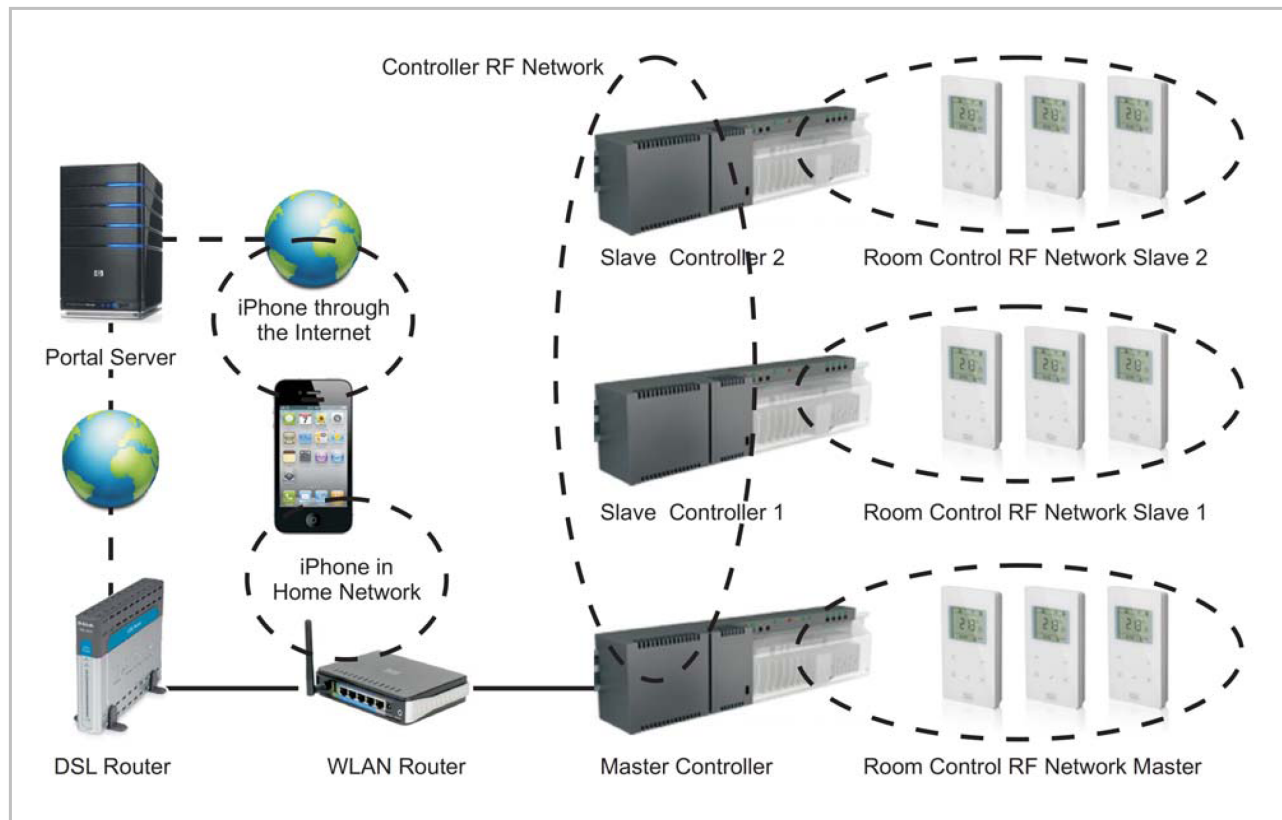 Controller RF Network
Slave Controller 2
Room Control RF Network Slave 2
iPhone through
the Internet
Portal Server
Slave Controller 1
Room Control RF Network Slave 1
iPhone in
Home Network
DSL Router
WLAN Router
Master Controller
Room Control RF Network Master